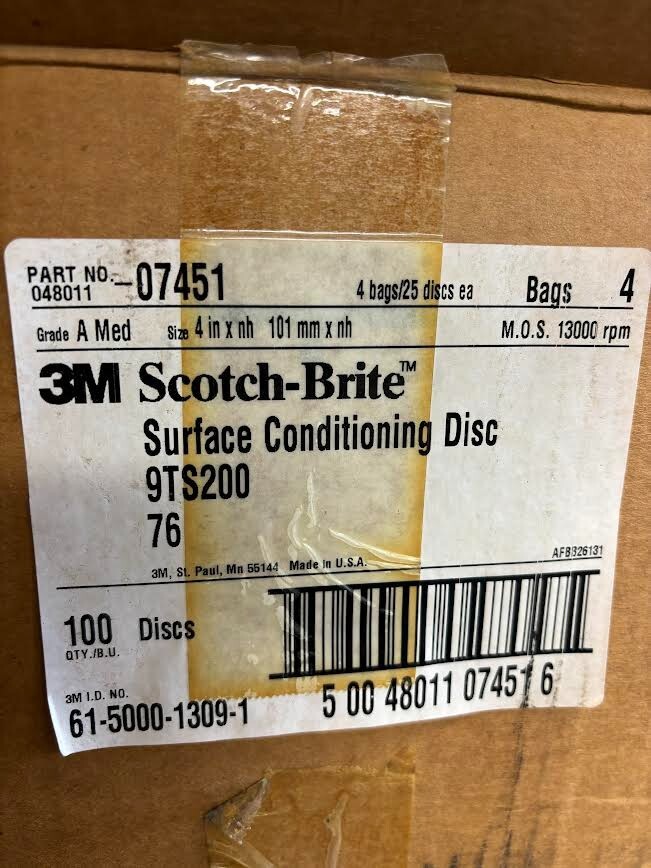 PART NO.
048011 —07451 4 bags/25 discs ea Bags 4
Grade A Med Size 4 in x nh 101 mm x nh M.O.S. 13000 rpm
3M Scotch-Brite™
Surface Conditioning Disc
9TS200
76
3M, St. Paul, Mn 55144 Made in U.S.A.
AFB326131
100 Discs
QTY./B.U.
3M I.D. NO.
61-5000-1309-1
5 00 48011 07451 6